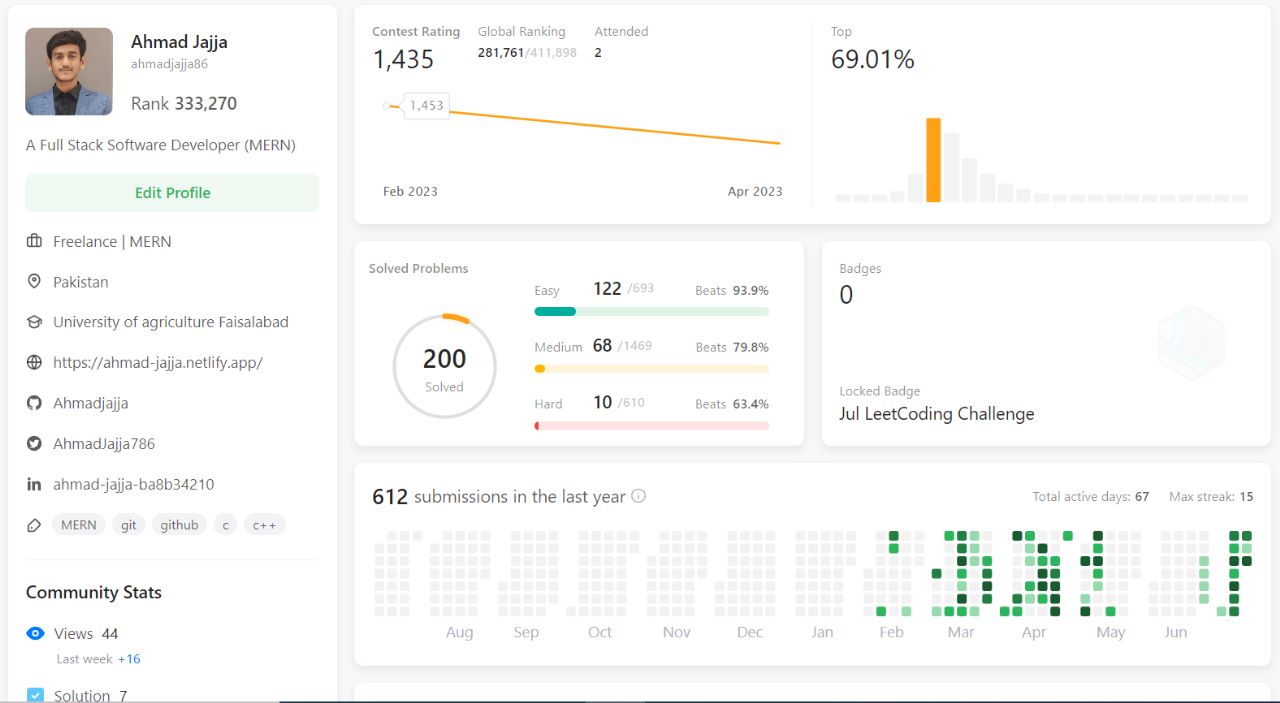 Ahmad Jajja
ahmadjajja86
Rank 333,270
A Full Stack Software Developer (MERN)
Edit Profile
Freelance | MERN
Pakistan
University of agriculture Faisalabad
https://ahmad-jajja.netlify.app/
Ahmadjajja
AhmadJajja786
ahmad-jajja-ba8b34210
MERN git github c c++
Community Stats
Views 44
Last week +16
Solution 7
Contest Rating Global Ranking Attended
1,435 281,761/411,898 2
1,453
Feb 2023 Apr 2023
Top
69.01%
Solved Problems
200
Solved
Easy 122 /693 Beats 93.9%
Medium 68 /1469 Beats 79.8%
Hard 10 /610 Beats 63.4%
Badges
0
Locked Badge
Jul LeetCoding Challenge
612 submissions in the last year Total active days: 67 Max streak: 15
Aug Sep Oct Nov Dec Jan Feb Mar Apr May Jun